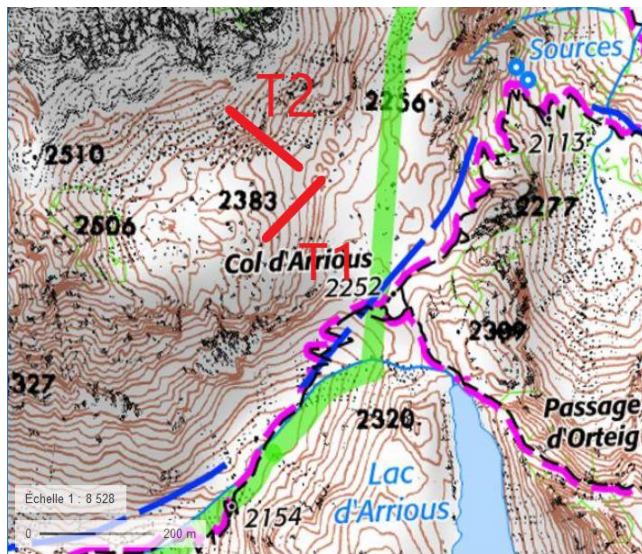 Sources
T2
2256
2113
2510
2383
2277
2506
Col d'Arrious
T1
2252
2309
327
2320
Passage
d'Orteig
Lac
d'Arrious
Échelle 1 : 8 528
0 200 m
2154